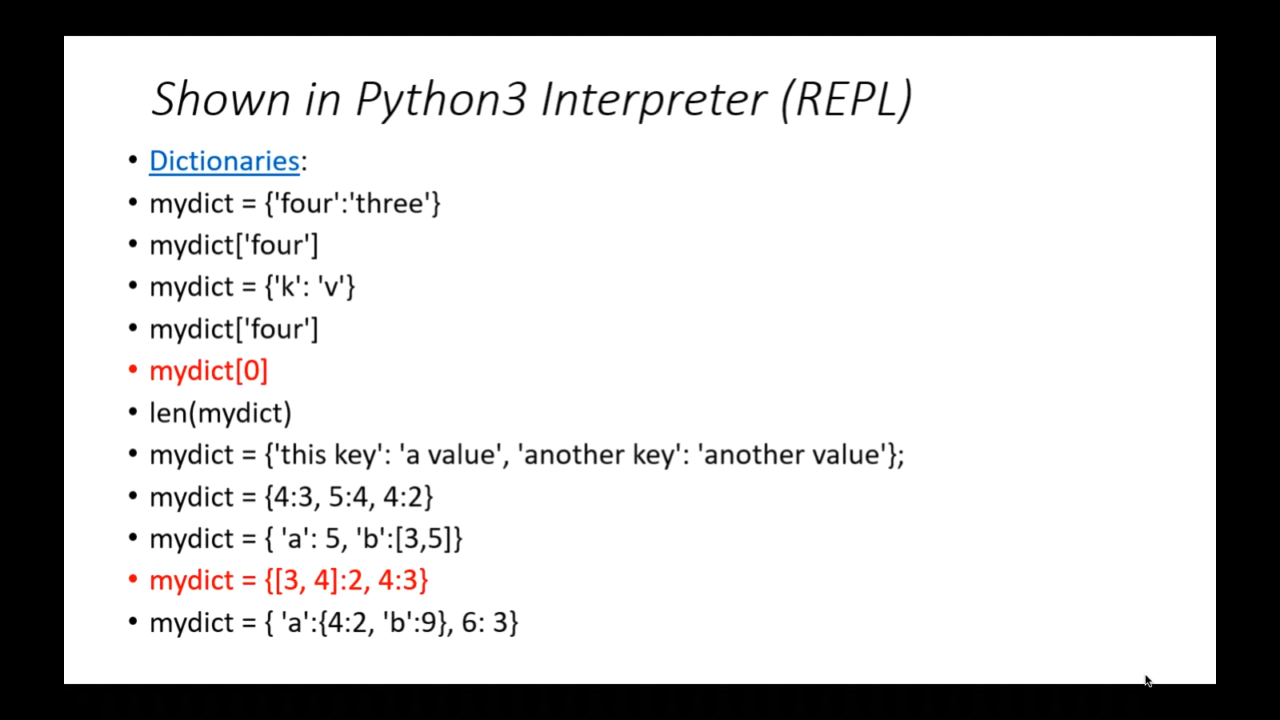 Shown in Python3 Interpreter (REPL)
• Dictionaries:
• mydict = {'four':'three'}
• mydict['four']
• mydict = {'k': 'v'}
• mydict['four']
• mydict[0]
• len(mydict)
• mydict = {'this key': 'a value', 'another key': 'another value'};
• mydict = {4:3, 5:4, 4:2}
• mydict = { 'a': 5, 'b':[3,5]}
• mydict = {[3, 4]:2, 4:3}
• mydict = { 'a':{4:2, 'b':9}, 6: 3}